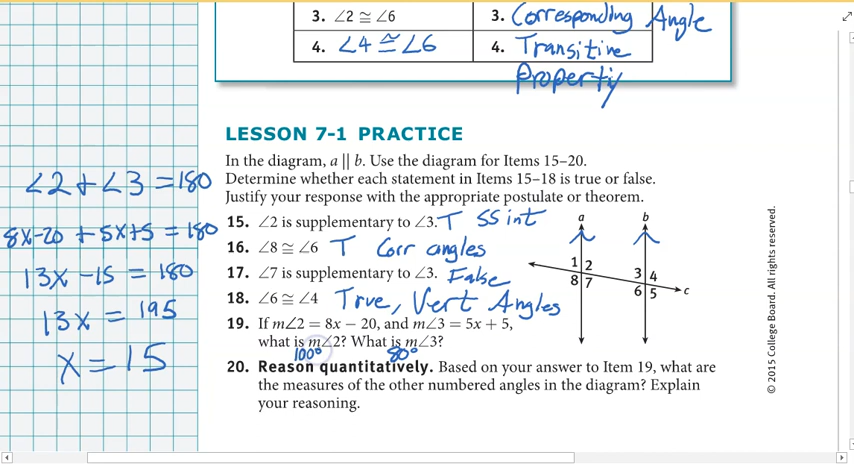 3. ∠2 ≅ ∠6
3. Corresponding Angle
4. ∠4 ≅ ∠6
4. Transitive
Property
LESSON 7-1 PRACTICE
In the diagram, a || b. Use the diagram for Items 15–20.
Determine whether each statement in Items 15–18 is true or false.
Justify your response with the appropriate postulate or theorem.
15. ∠2 is supplementary to ∠3. T SS int
16. ∠8 ≅ ∠6 T Corr angles
17. ∠7 is supplementary to ∠3. False
18. ∠6 ≅ ∠4 True, Vert Angles
19. If m∠2 = 8x − 20, and m∠3 = 5x + 5,
what is m∠2? What is m∠3?
100° 80°
20. Reason quantitatively. Based on your answer to Item 19, what are
the measures of the other numbered angles in the diagram? Explain
your reasoning.
∠2 + ∠3 = 180
8x-20 + 5x+5 = 180
13x -15 = 180
13x = 195
x = 15
a b
1 2 3 4
8 7 6 5 c
© 2015 College Board. All rights reserved.